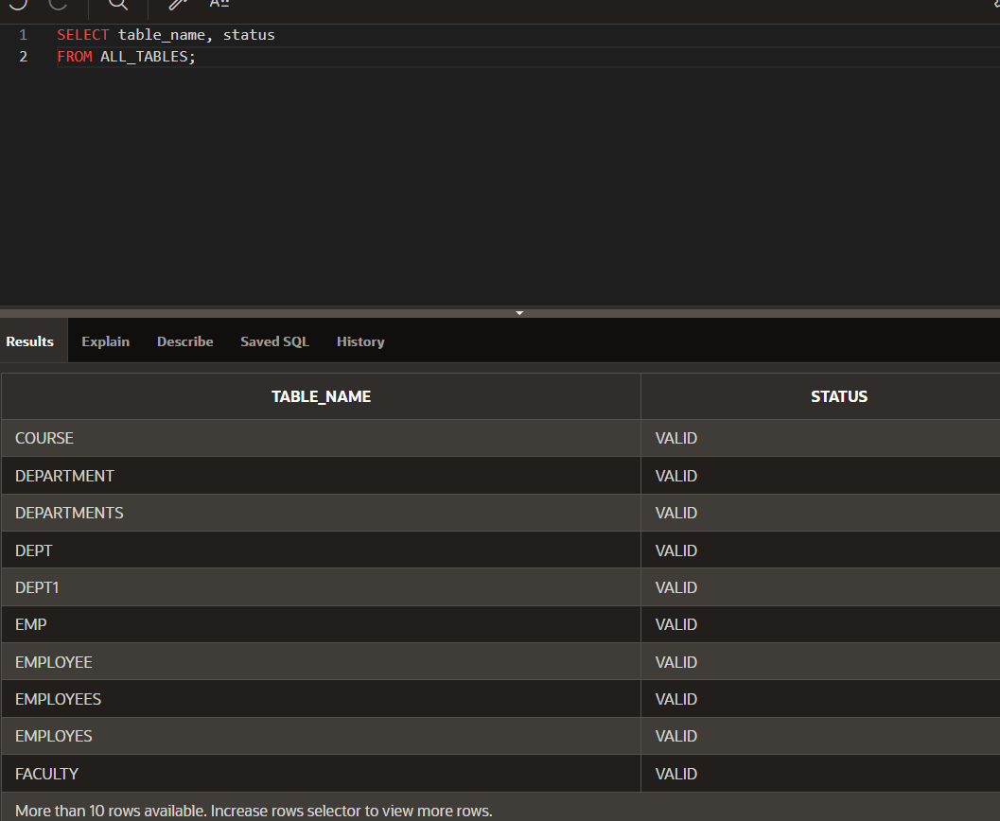 1 SELECT table_name, status
2 FROM ALL_TABLES;
Results Explain Describe Saved SQL History
TABLE_NAME STATUS
COURSE VALID
DEPARTMENT VALID
DEPARTMENTS VALID
DEPT VALID
DEPT1 VALID
EMP VALID
EMPLOYEE VALID
EMPLOYEES VALID
EMPLOYES VALID
FACULTY VALID
More than 10 rows available. Increase rows selector to view more rows.